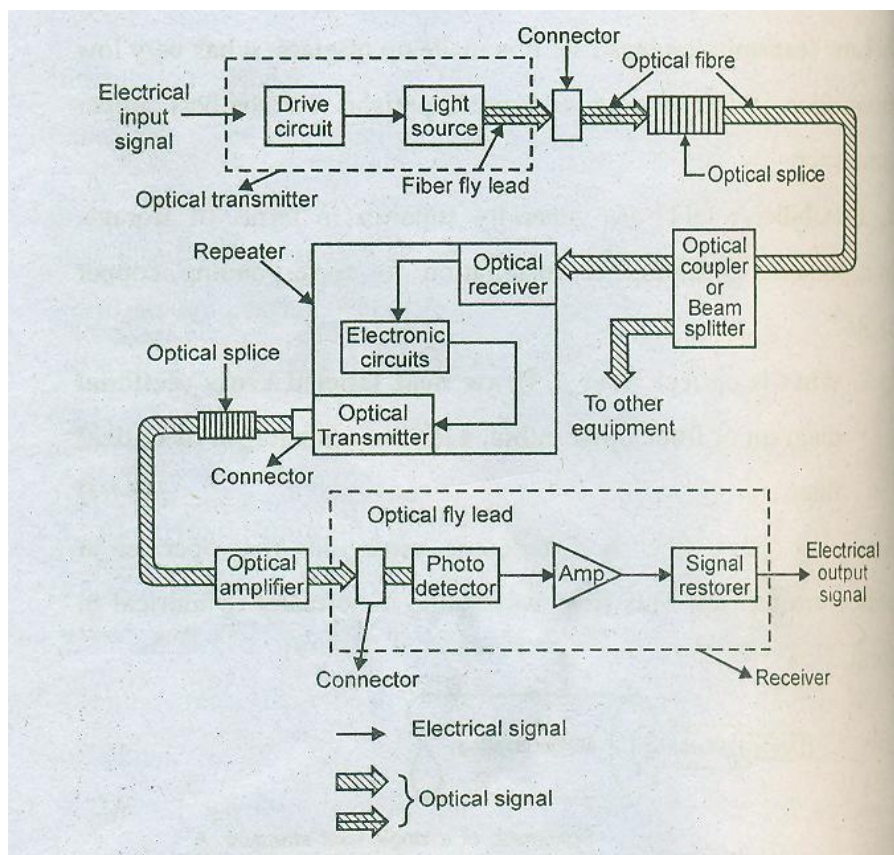 Connector
Optical fibre
Electrical
input
signal
Drive
circuit
Light
source
Optical splice
Optical transmitter
Fiber fly lead
Repeater
Optical
receiver
Optical
coupler
or
Beam
splitter
Electronic
circuits
Optical splice
Optical
Transmitter
To other
equipment
Connector
Optical fly lead
Optical
amplifier
Photo
detector
Amp.
Signal
restorer
Electrical
output
signal
Connector
Receiver
Electrical signal
Optical signal